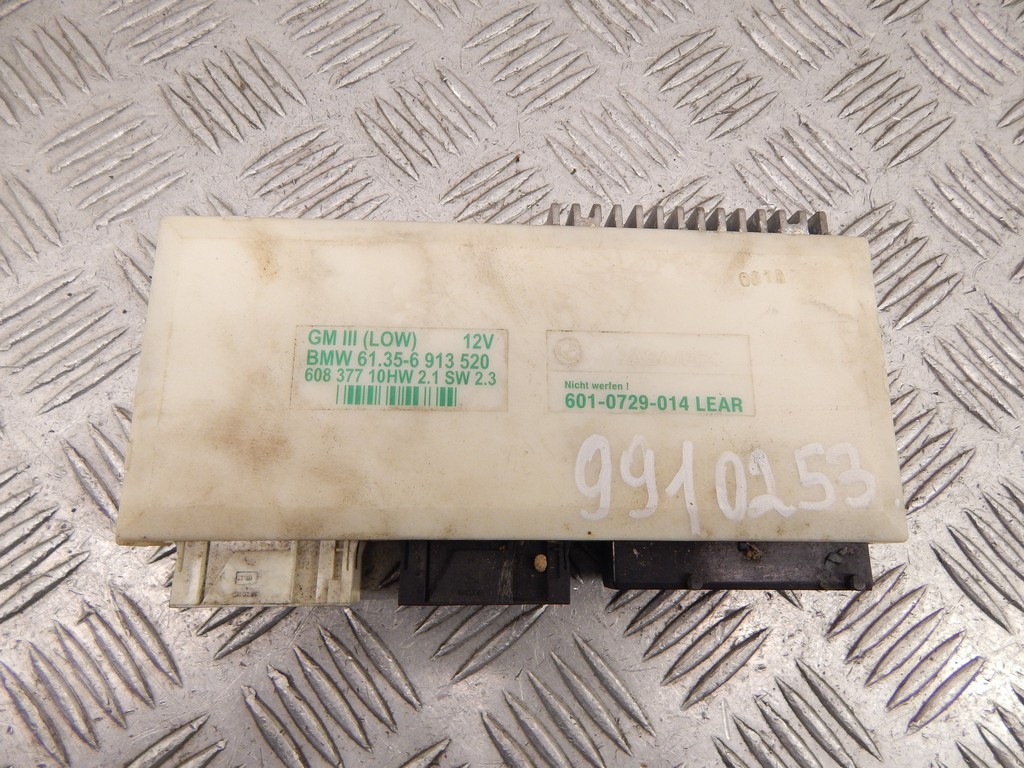 GM III (LOW) 12V
BMW 61.35-6 913 520
608 377 10HW 2.1 SW 2.3
Nicht werfen !
601-0729-014 LEAR
9910253